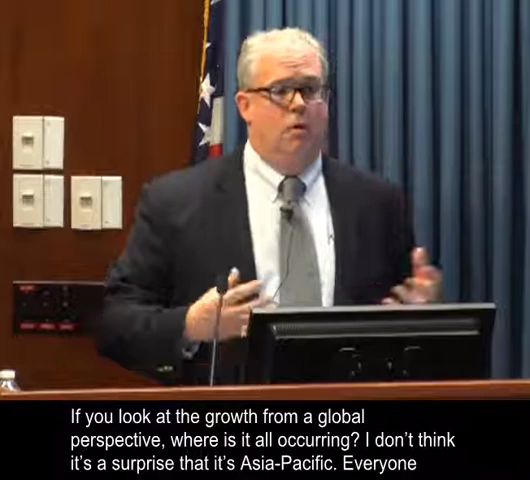 If you look at the growth from a global
perspective, where is it all occurring? I don't think
it's a surprise that it's Asia-Pacific. Everyone